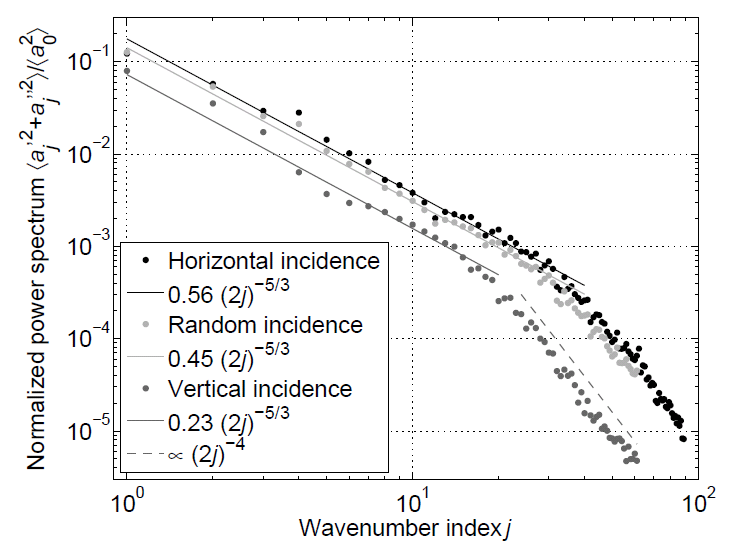 Normalized power spectrum ⟨a_j'^2+a_j''^2⟩/⟨a_0^2⟩
10^-1
10^-2
10^-3
10^-4
10^-5
Horizontal incidence
0.56 (2j)^-5/3
Random incidence
0.45 (2j)^-5/3
Vertical incidence
0.23 (2j)^-5/3
∝ (2j)^-4
10^0 10^1 10^2
Wavenumber index j